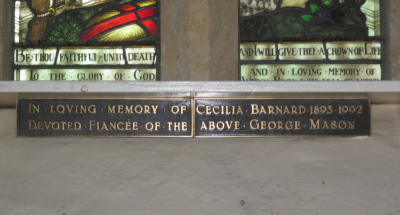 BE THOU FAITHFUL UNTO DEATH
TO THE GLORY OF GOD
AND I WILL GIVE THEE A CROWN OF LIFE
AND IN LOVING MEMORY OF
IN LOVING MEMORY OF CECILIA BARNARD 1893-1992
DEVOTED FIANCÉE OF THE ABOVE GEORGE MASON